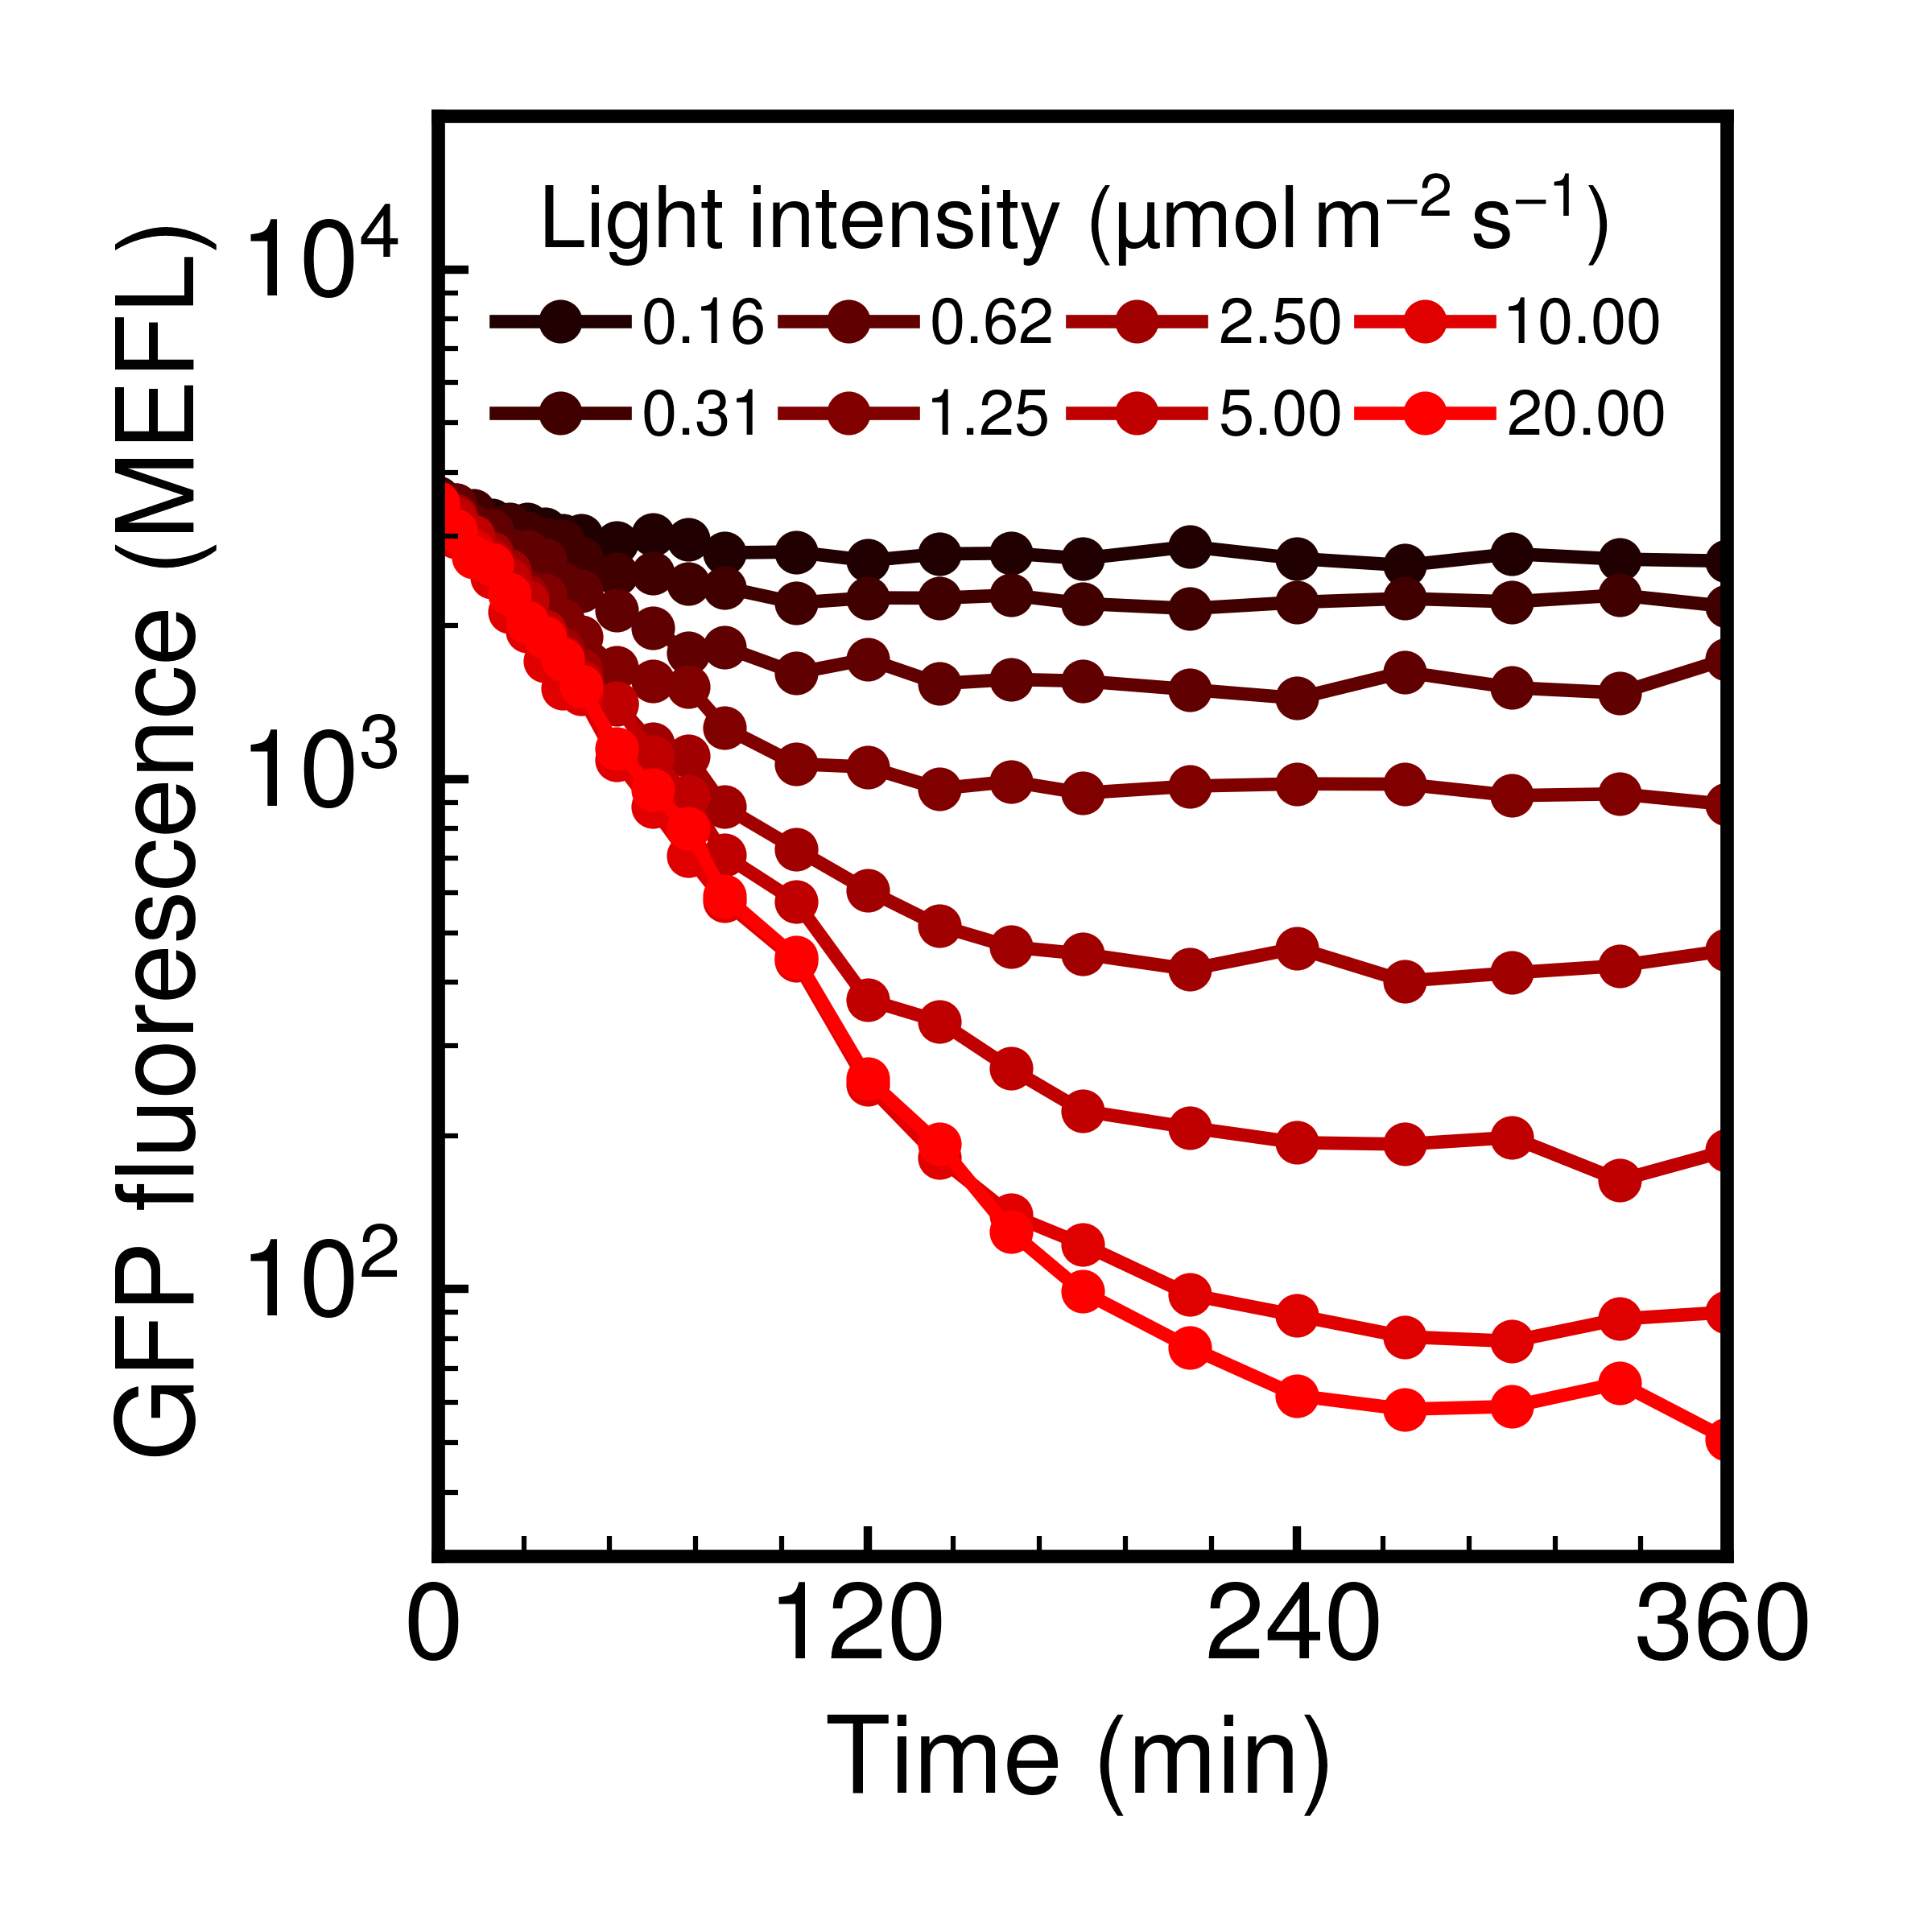 Light intensity (µmol m⁻² s⁻¹)
0.16 0.62 2.50 10.00
0.31 1.25 5.00 20.00
GFP fluorescence (MEFL)
10⁴
10³
10²
0 120 240 360
Time (min)